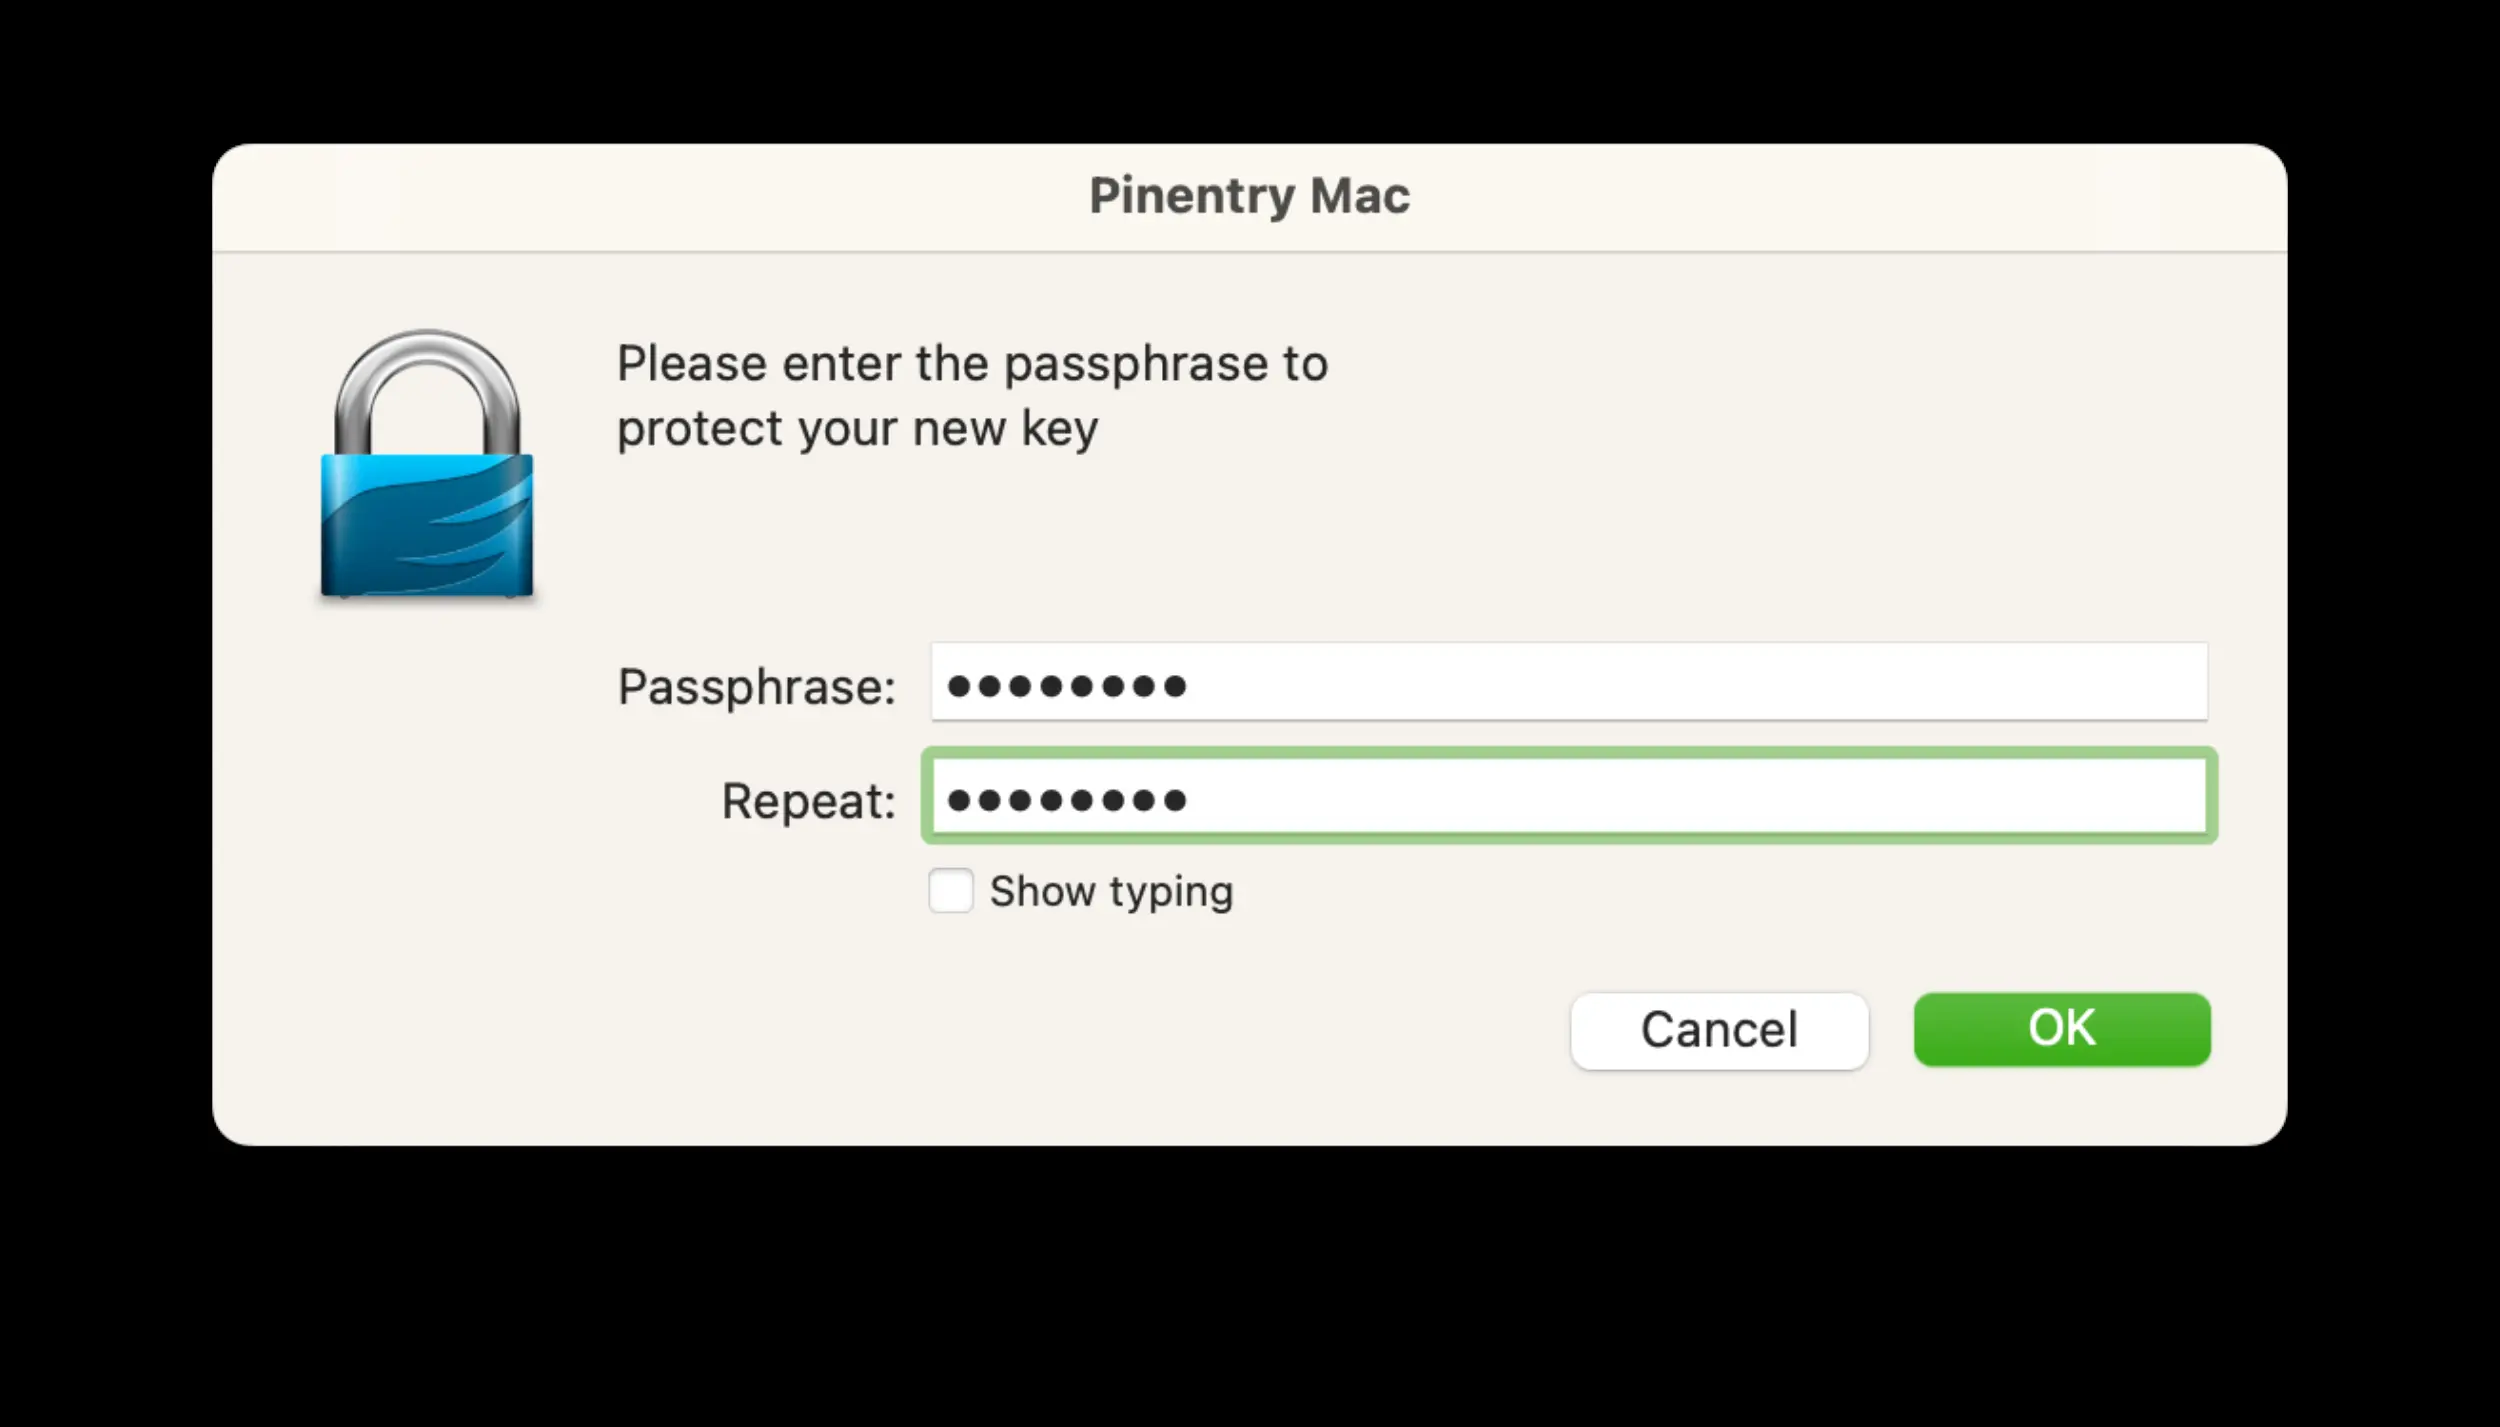 Pinentry Mac
Please enter the passphrase to
protect your new key
Passphrase: ●●●●●●●●
Repeat: ●●●●●●●●
Show typing
Cancel OK